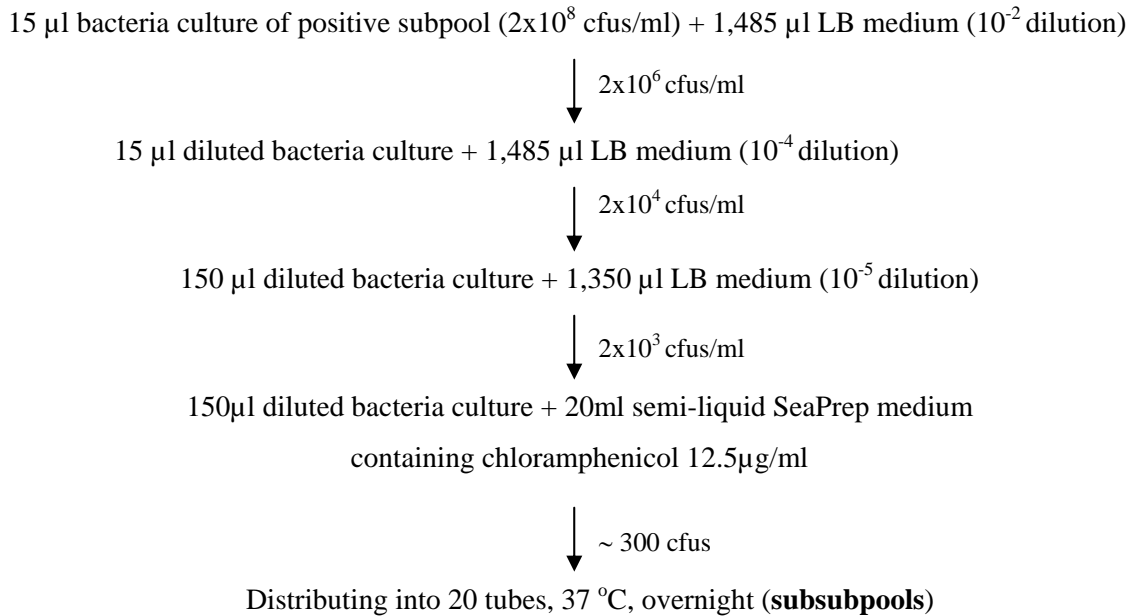 15 µl bacteria culture of positive subpool (2x10⁸ cfus/ml) + 1,485 µl LB medium (10⁻² dilution)
2x10⁶ cfus/ml
15 µl diluted bacteria culture + 1,485 µl LB medium (10⁻⁴ dilution)
2x10⁴ cfus/ml
150 µl diluted bacteria culture + 1,350 µl LB medium (10⁻⁵ dilution)
2x10³ cfus/ml
150µl diluted bacteria culture + 20ml semi-liquid SeaPrep medium
containing chloramphenicol 12.5µg/ml
~ 300 cfus
Distributing into 20 tubes, 37 ºC, overnight (subsubpools)